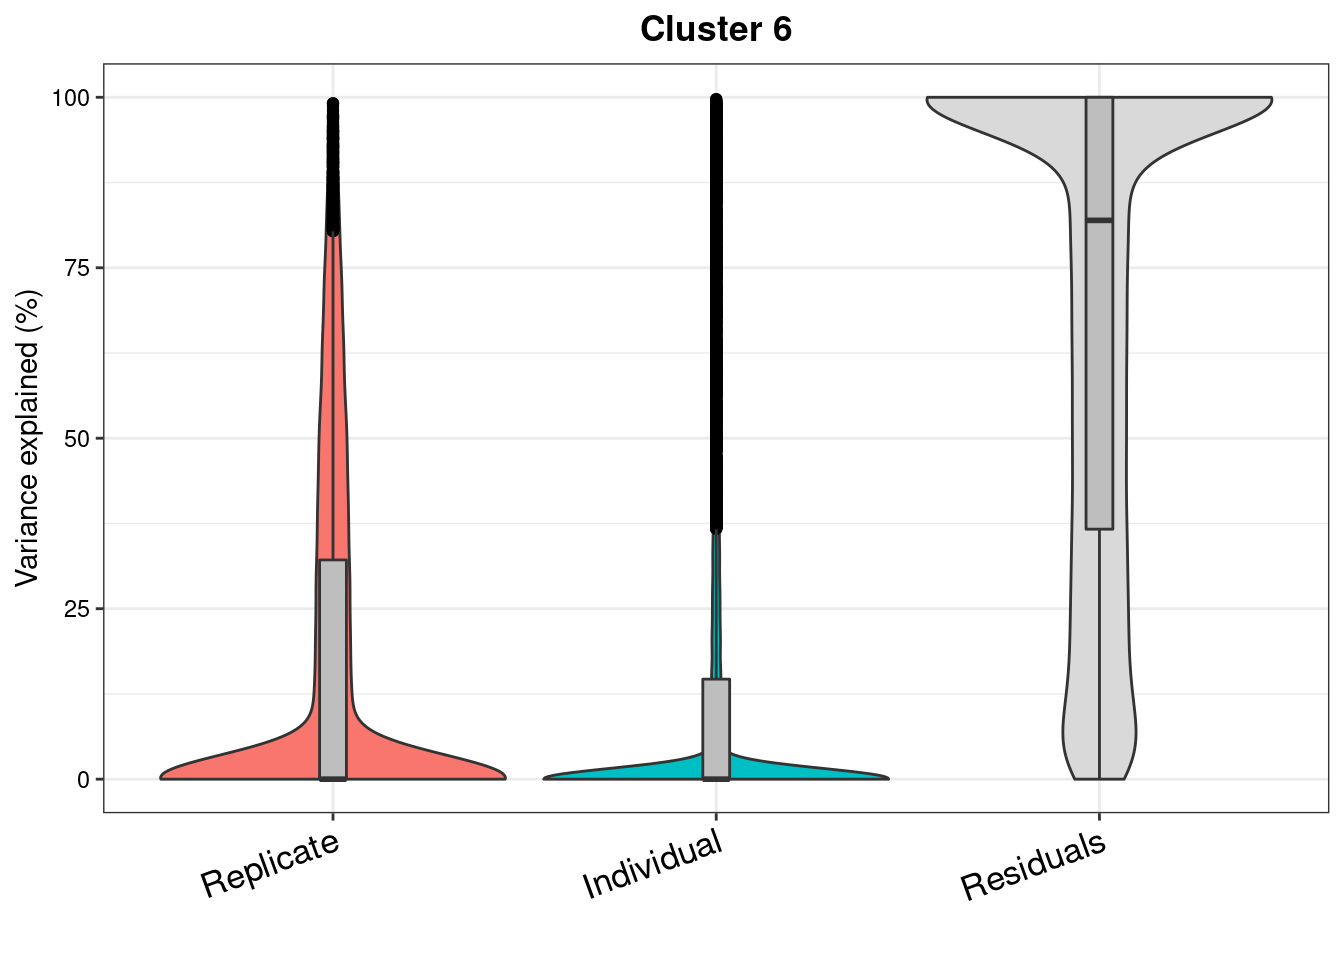 Cluster 6
Variance explained (%)
100
75
50
25
0
Replicate
Individual
Residuals